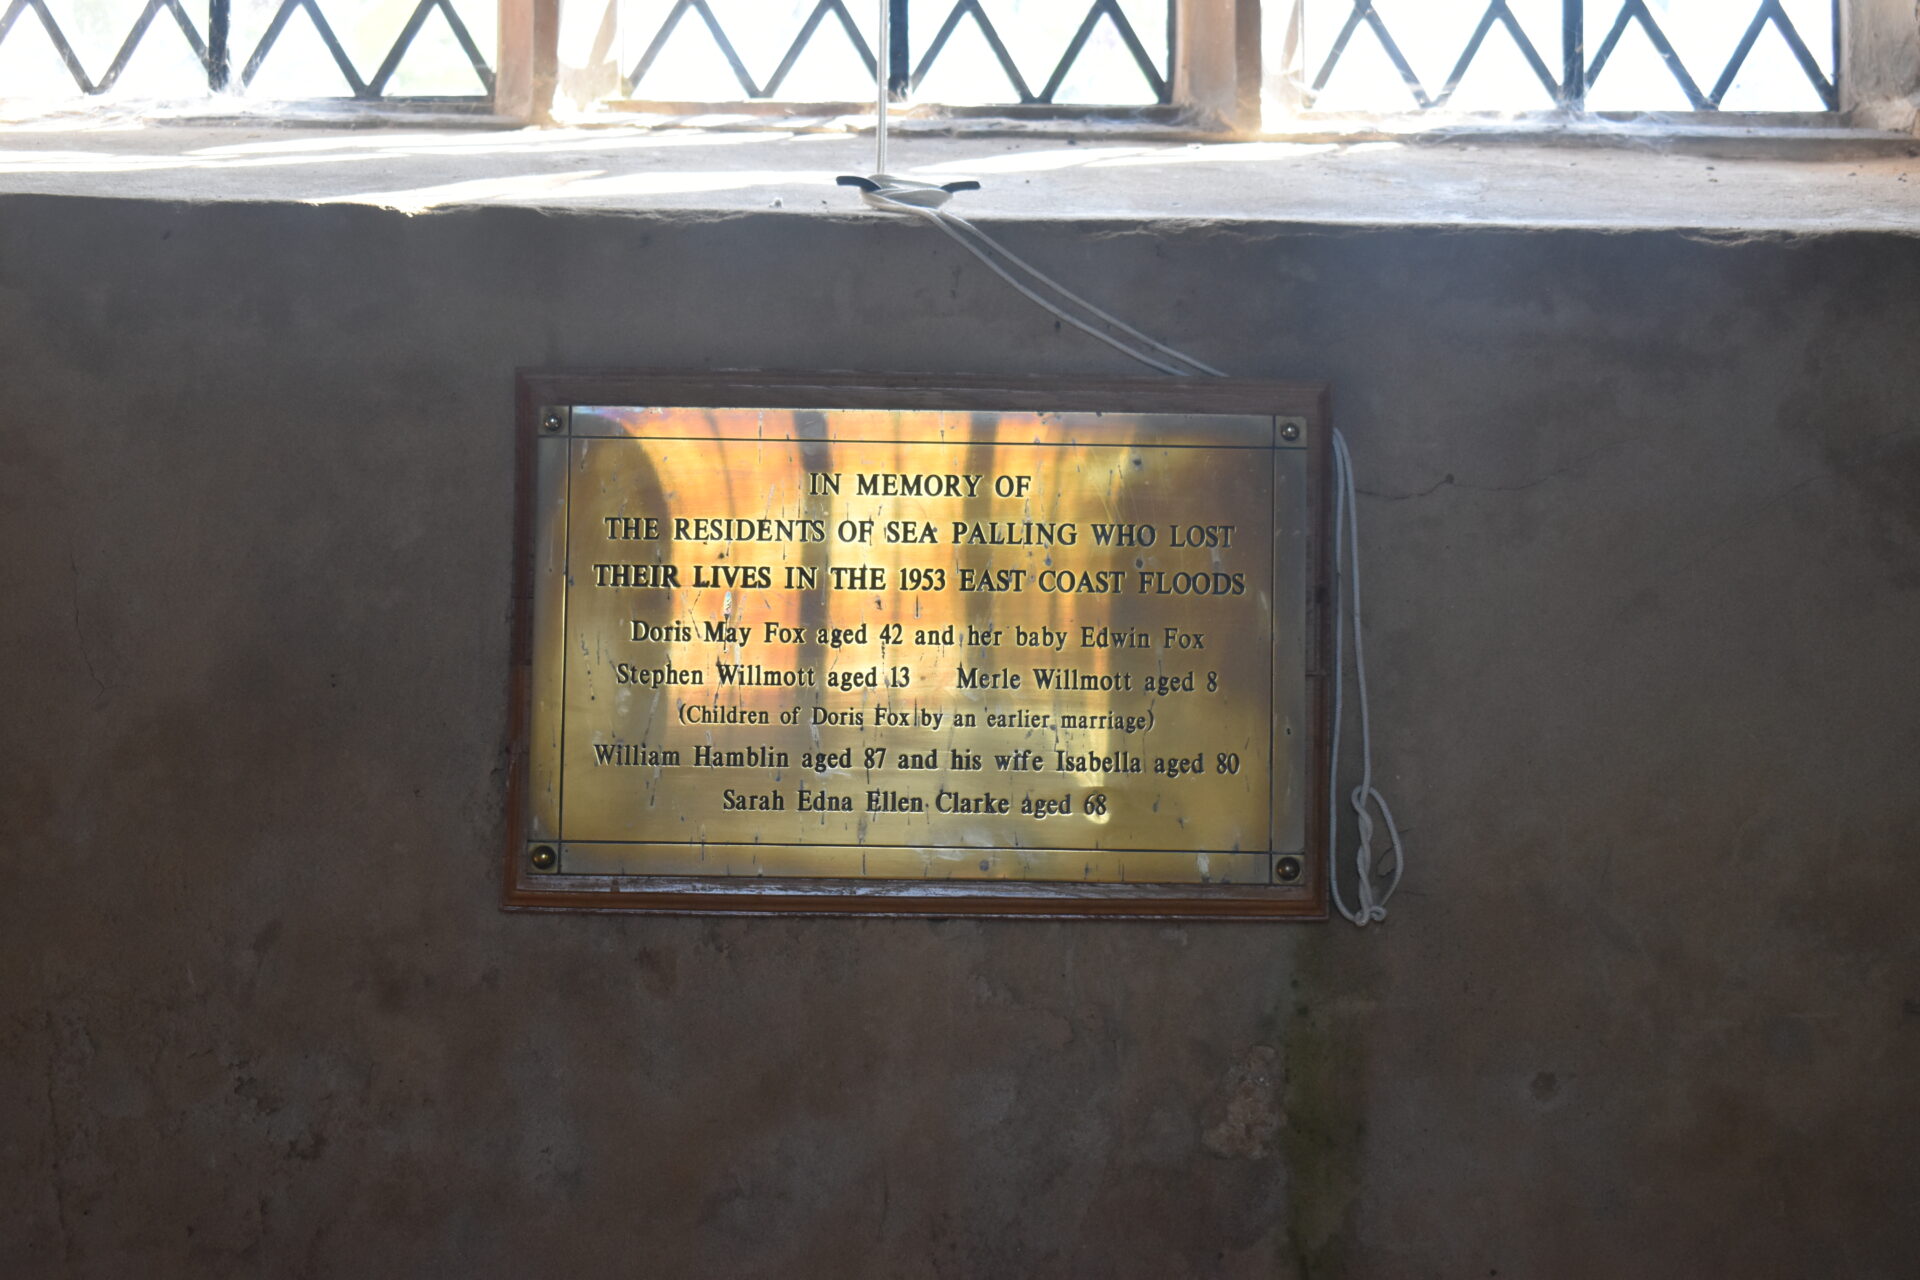 IN MEMORY OF
THE RESIDENTS OF SEA PALLING WHO LOST
THEIR LIVES IN THE 1953 EAST COAST FLOODS
Doris May Fox aged 42 and her baby Edwin Fox
Stephen Willmott aged 13 Merle Willmott aged 8
(Children of Doris Fox by an earlier marriage)
William Hamblin aged 87 and his wife Isabella aged 80
Sarah Edna Ellen Clarke aged 68